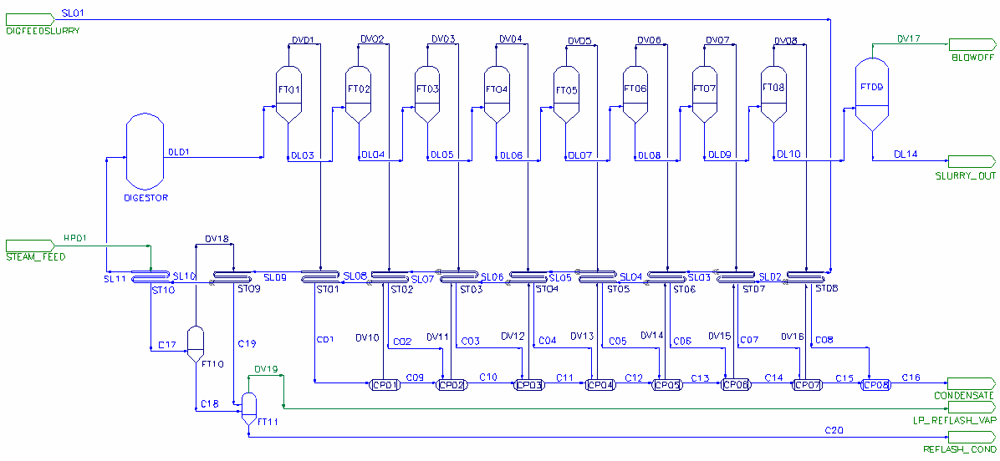 SL01
DIGFEEDSLURRY
DV01
DV02
DV03
DV04
DV05
DV06
DV07
DV08
DV17
BLOWOFF
FT01
FT02
FT03
FT04
FT05
FT06
FT07
FT08
FT09
DL01
DL03
DL04
DL05
DL06
DL07
DL08
DL09
DL10
DL14
SLURRY_OUT
DIGESTOR
HP01
STEAM_FEED
DV18
SL11
SL10
SL09
SL08
SL07
SL06
SL05
SL04
SL03
SL02
ST10
ST09
ST01
ST02
ST03
ST04
ST05
ST06
ST07
ST08
C17
C19
C01
DV10
C02
DV11
C03
DV12
C04
DV13
C05
DV14
C06
DV15
C07
DV16
C08
FT10
DV19
CP01
C09
CP02
C10
CP03
C11
CP04
C12
CP05
C13
CP06
C14
CP07
C15
CP08
C16
CONDENSATE
C18
FT11
LP_REFLASH_VAP
C20
REFLASH_COND